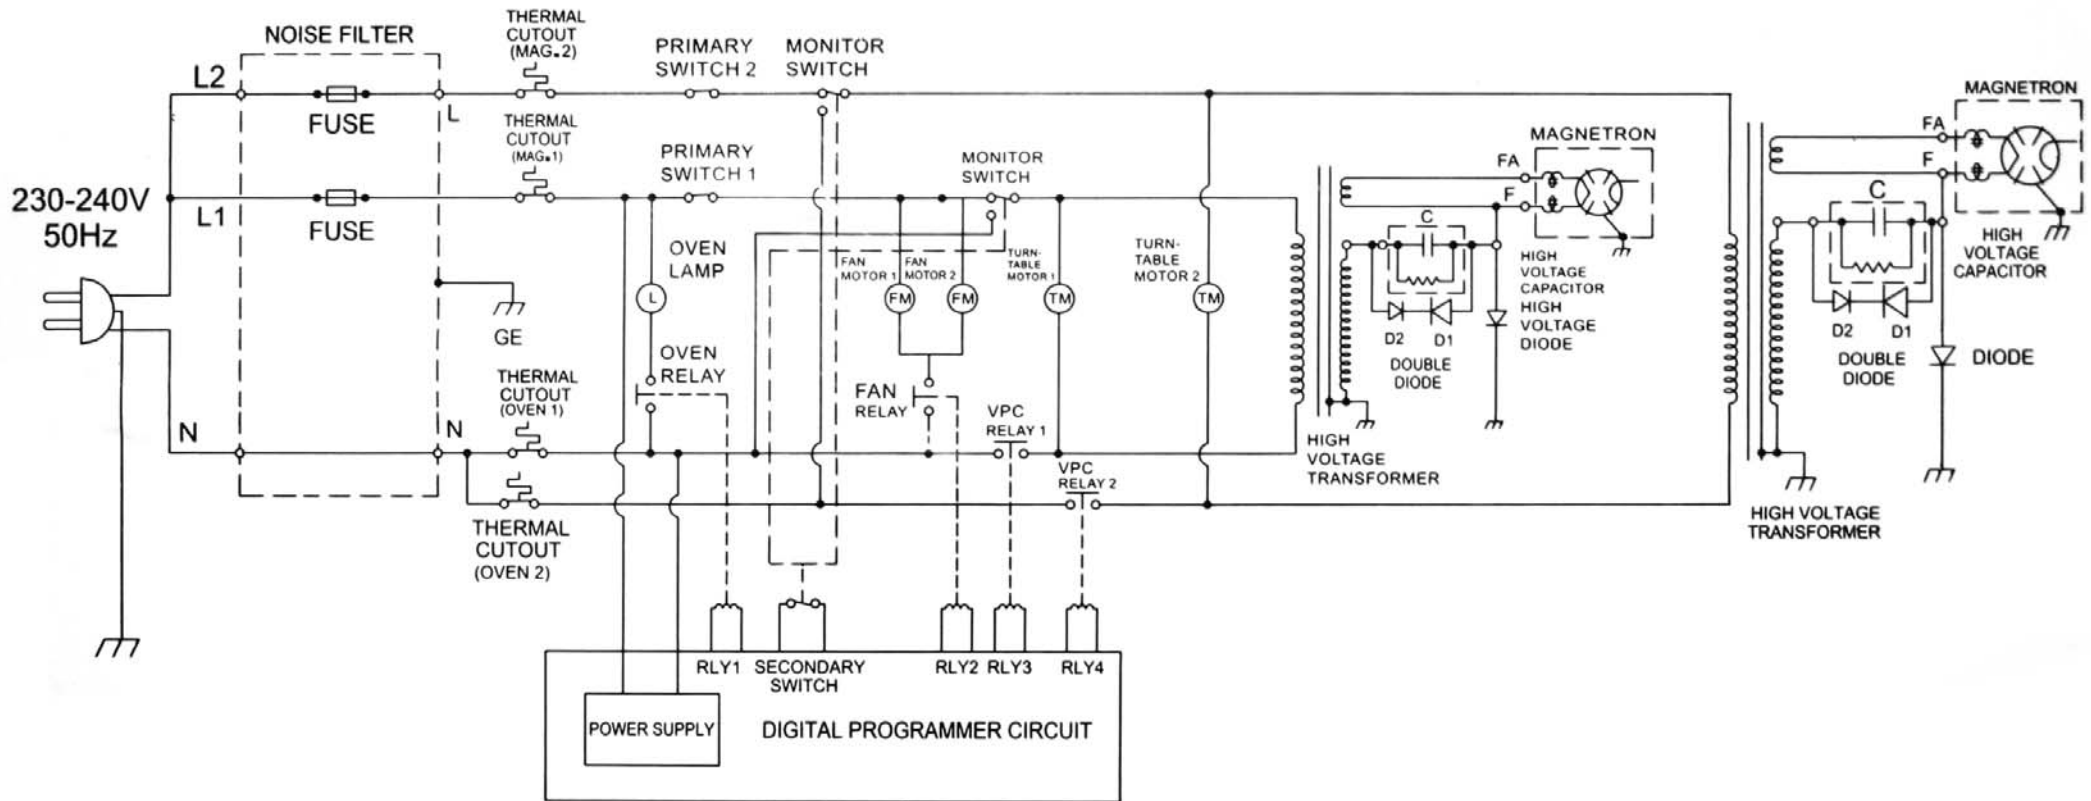 NOISE FILTER
THERMAL
CUTOUT
(MAG.2)
PRIMARY
SWITCH 2
MONITOR
SWITCH
L2
FUSE
L
THERMAL
CUTOUT
(MAG.1)
PRIMARY
SWITCH 1
MONITOR
SWITCH
MAGNETRON
FA
F
MAGNETRON
FA
F
230-240V
50Hz
L1
FUSE
C
C
OVEN
LAMP
L
FAN
MOTOR 1
FM
FAN
MOTOR 2
FM
TURN-
TABLE
MOTOR 1
TM
TURN-
TABLE
MOTOR 2
TM
HIGH
VOLTAGE
CAPACITOR
HIGH
VOLTAGE
DIODE
HIGH
VOLTAGE
CAPACITOR
GE
D2
D1
DOUBLE
DIODE
D2
D1
DOUBLE
DIODE
DIODE
OVEN
RELAY
THERMAL
CUTOUT
(OVEN 1)
FAN
RELAY
VPC
RELAY 1
N
N
HIGH
VOLTAGE
TRANSFORMER
VPC
RELAY 2
HIGH VOLTAGE
TRANSFORMER
THERMAL
CUTOUT
(OVEN 2)
RLY1
SECONDARY
SWITCH
RLY2
RLY3
RLY4
POWER SUPPLY
DIGITAL PROGRAMMER CIRCUIT